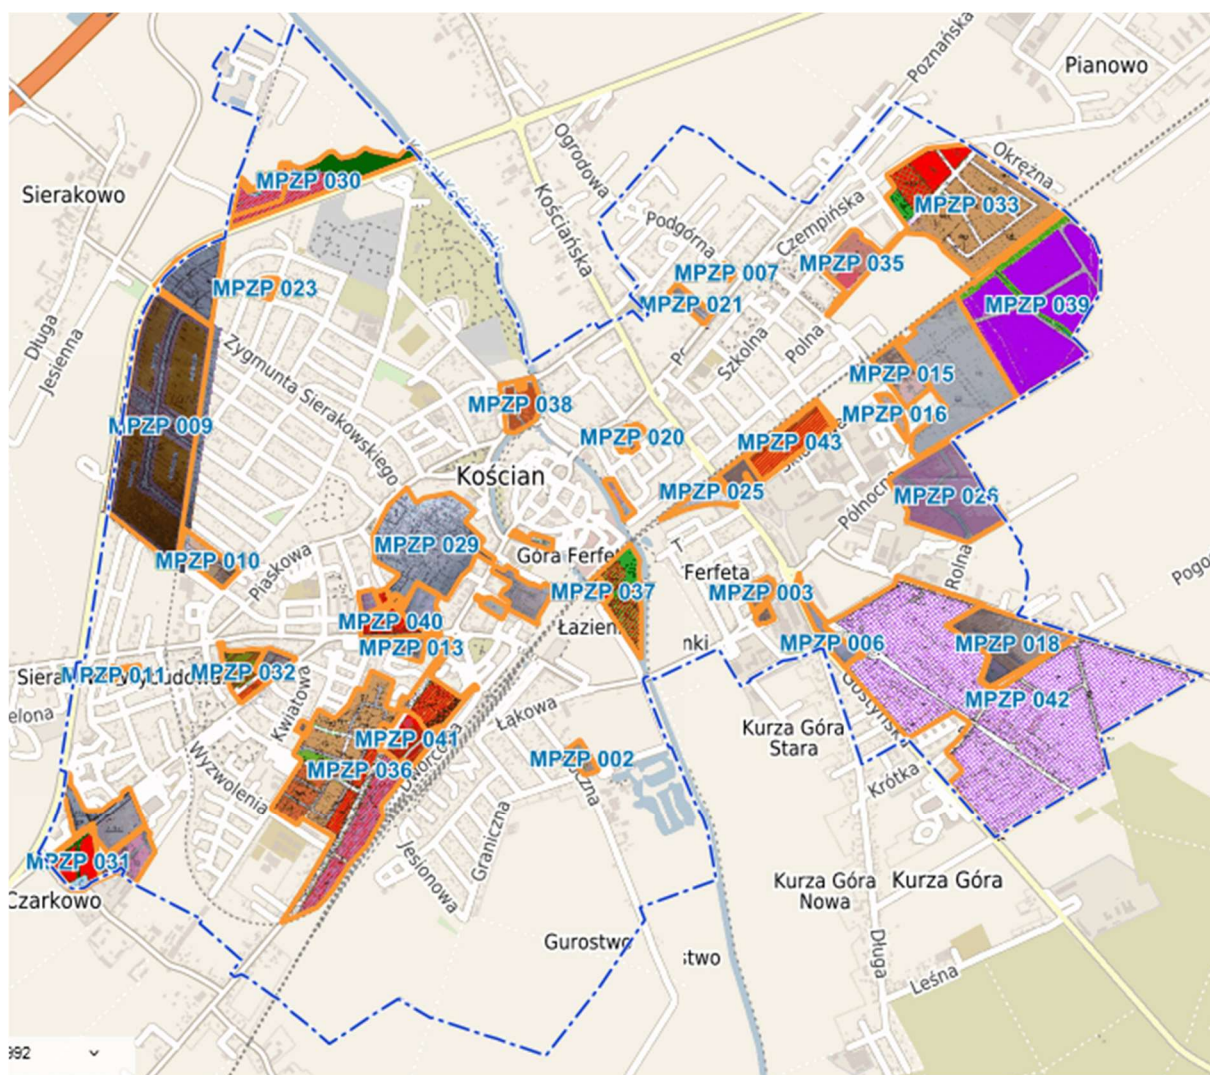 Poznańska
Pianowo
Ogrodowa
Okrężna
MPZP 030
Sierakowo
Kościańska
MPZP 033
Podgórna
Czempińska
MPZP 007
MPZP 035
MPZP 023
MPZP 021
MPZP 039
Długa
Jesienna
Szkolna
Polna
Zygmunta Sierakowskiego
MPZP 015
MPZP 038
MPZP 016
MPZP 009
MPZP 020
MPZP 043
Kościan
MPZP 025
MPZP 026
MPZP 029
Góra
MPZP 010
Piaskowa
Ferfeta
Rolna
MPZP 037
MPZP 003
MPZP 040
MPZP 006
MPZP 018
MPZP 013
MPZP 011
MPZP 032
Kwiatowa
MPZP 042
Łąkowa
Kurza Góra
Stara
MPZP 041
MPZP 002
MPZP 036
Dworcowa
Wyzwolenia
Krótka
Graniczna
Jesionowa
MPZP 031
Czarkowo
Kurza Góra
Nowa
Kurza Góra
Gurostwo
stwo
Długa
Leśna
992